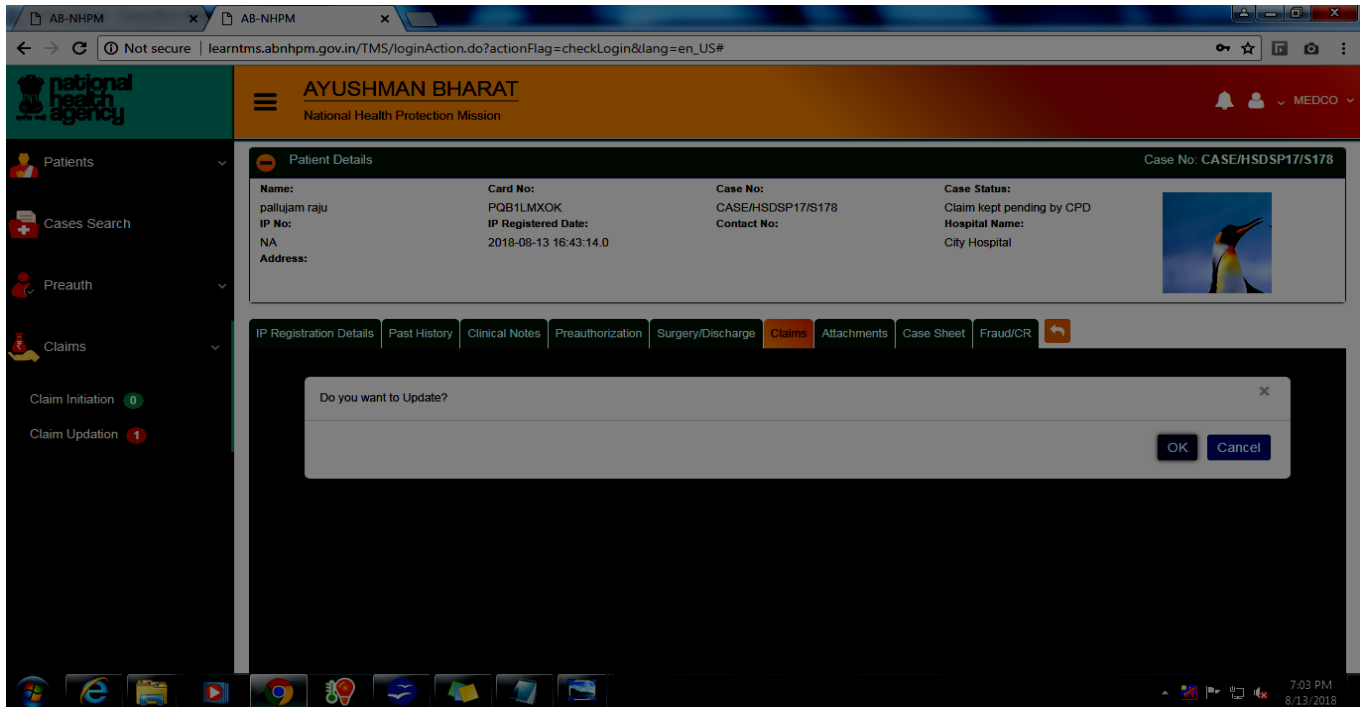 AB-NHPM
AB-NHPM
Not secure | learntms.abnhpm.gov.in/TMS/loginAction.do?actionFlag=checkLogin&lang=en_US#
national
health
agency
AYUSHMAN BHARAT
National Health Protection Mission
MEDCO
Patients
Cases Search
Preauth
Claims
Claim Initiation 0
Claim Updation 1
Patient Details
Case No: CASE/HSDSP17/S178
Name: Card No: Case No: Case Status:
pallujam raju PQB1LMXOK CASE/HSDSP17/S178 Claim kept pending by CPD
IP No: IP Registered Date: Contact No: Hospital Name:
NA 2018-08-13 16:43:14.0 City Hospital
Address:
IP Registration Details Past History Clinical Notes Preauthorization Surgery/Discharge Claims Attachments Case Sheet Fraud/CR
Do you want to Update?
OK Cancel
7:03 PM
8/13/2018